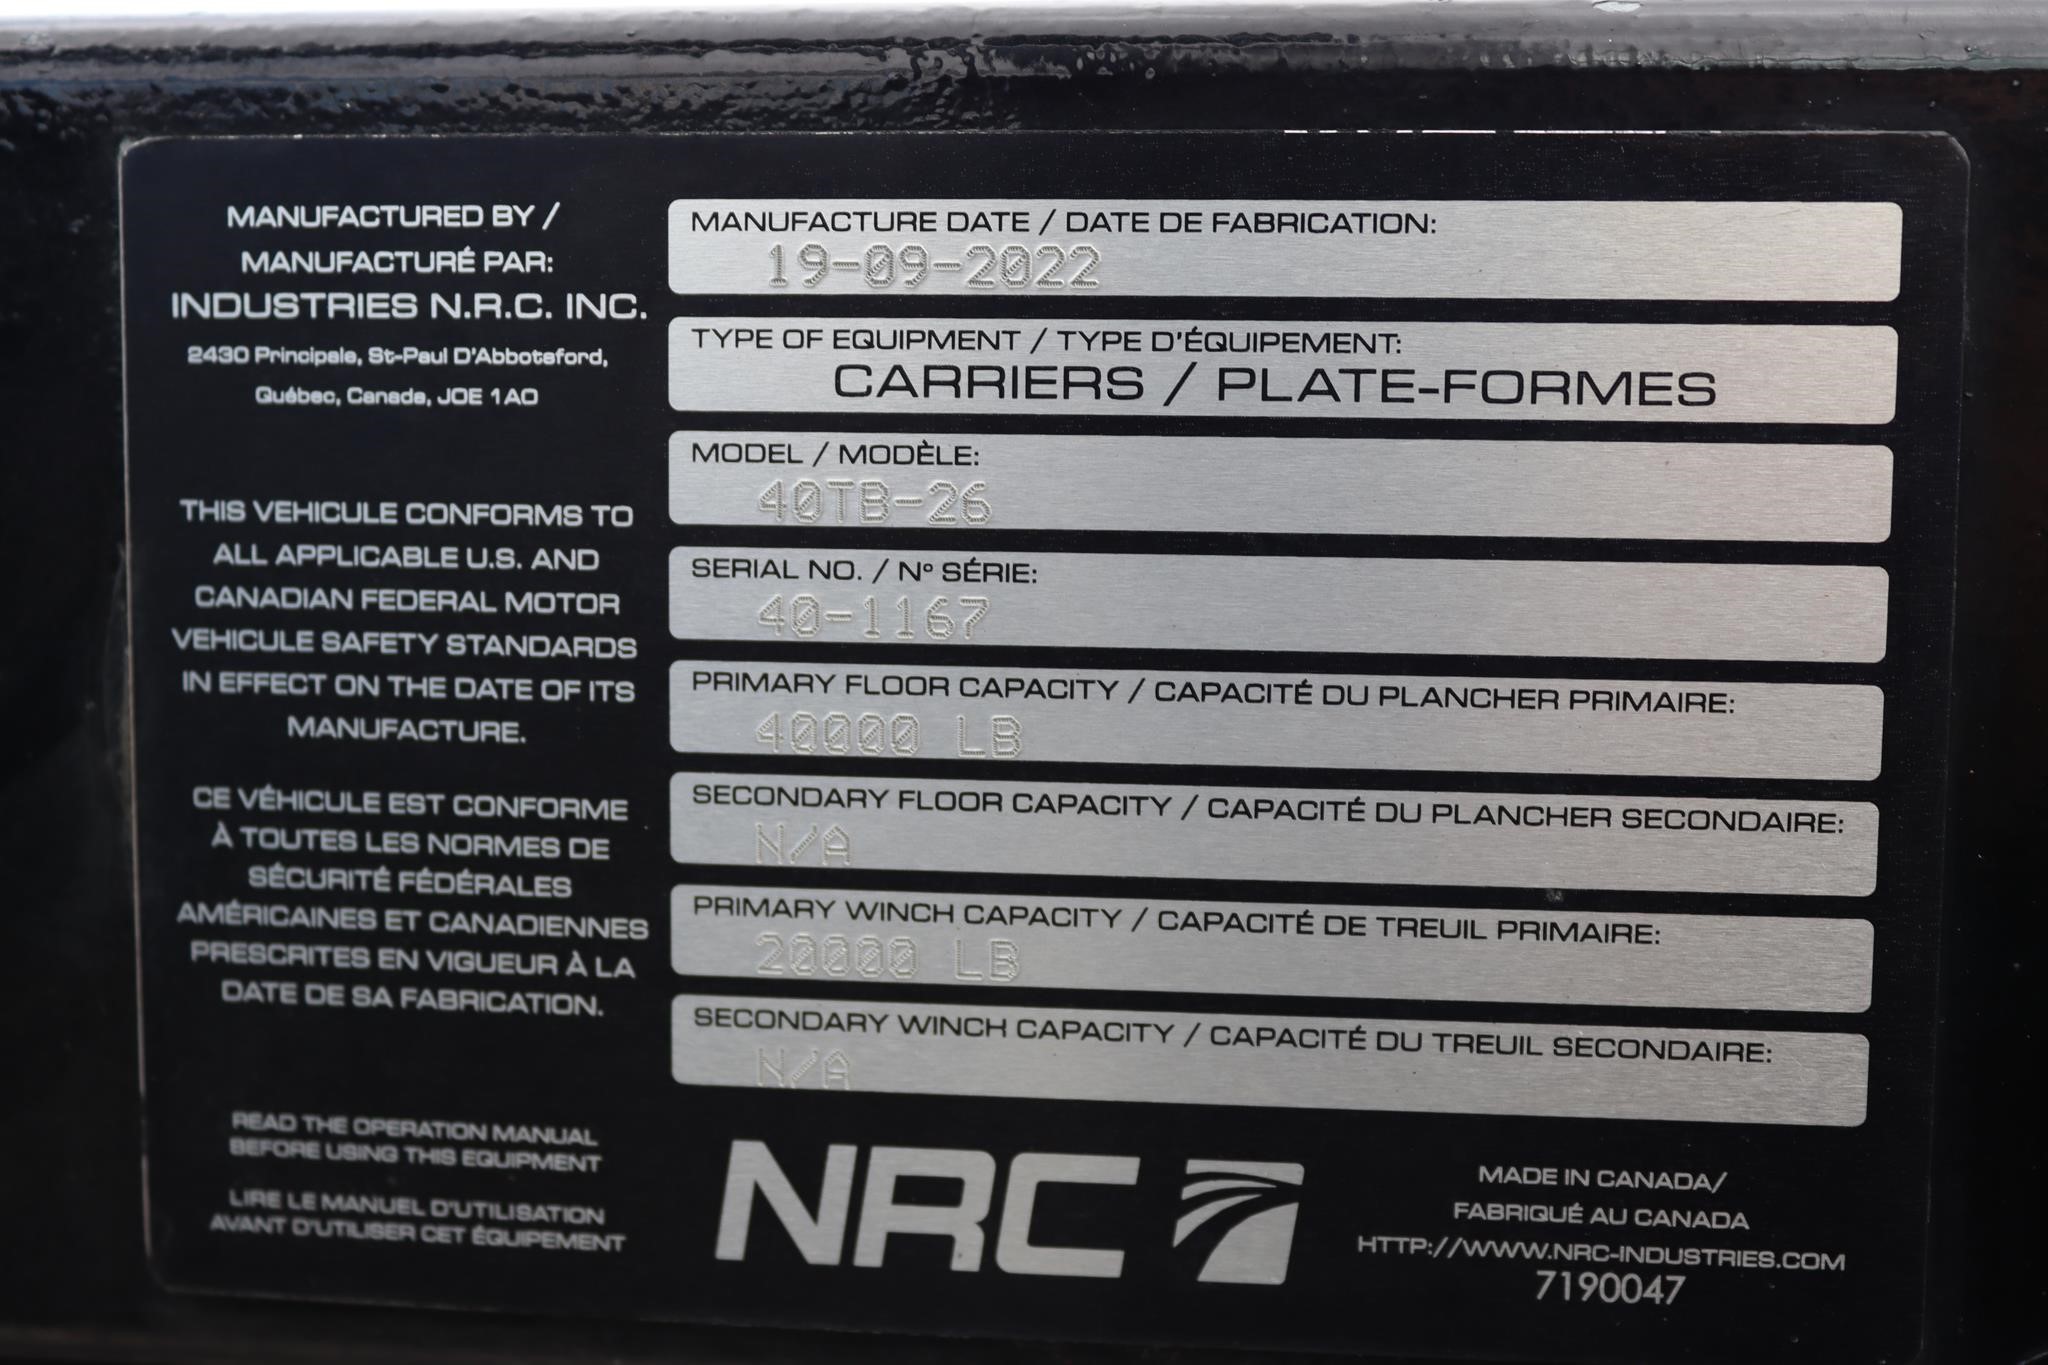 MANUFACTURED BY /
MANUFACTURÉ PAR:
INDUSTRIES N.R.C. INC.
2430 Principale, St-Paul D'Abbotsford,
Québec, Canada, JOE 1AO
THIS VEHICULE CONFORMS TO
ALL APPLICABLE U.S. AND
CANADIAN FEDERAL MOTOR
VEHICULE SAFETY STANDARDS
IN EFFECT ON THE DATE OF ITS
MANUFACTURE.
CE VÉHICULE EST CONFORME
À TOUTES LES NORMES DE
SÉCURITÉ FÉDÉRALES
AMÉRICAINES ET CANADIENNES
PRESCRITES EN VIGUEUR À LA
DATE DE SA FABRICATION.
READ THE OPERATION MANUAL
BEFORE USING THIS EQUIPMENT
LIRE LE MANUEL D'UTILISATION
AVANT D'UTILISER CET ÉQUIPEMENT
MANUFACTURE DATE / DATE DE FABRICATION:
19-09-2022
TYPE OF EQUIPMENT / TYPE D'ÉQUIPEMENT:
CARRIERS / PLATE-FORMES
MODEL / MODÈLE:
40TB-26
SERIAL NO. / Nº SÉRIE:
40-1167
PRIMARY FLOOR CAPACITY / CAPACITÉ DU PLANCHER PRIMAIRE:
40000 LB
SECONDARY FLOOR CAPACITY / CAPACITÉ DU PLANCHER SECONDAIRE:
N/A
PRIMARY WINCH CAPACITY / CAPACITÉ DE TREUIL PRIMAIRE:
20000 LB
SECONDARY WINCH CAPACITY / CAPACITÉ DU TREUIL SECONDAIRE:
N/A
NRC
MADE IN CANADA/
FABRIQUÉ AU CANADA
HTTP://WWW.NRC-INDUSTRIES.COM
7190047